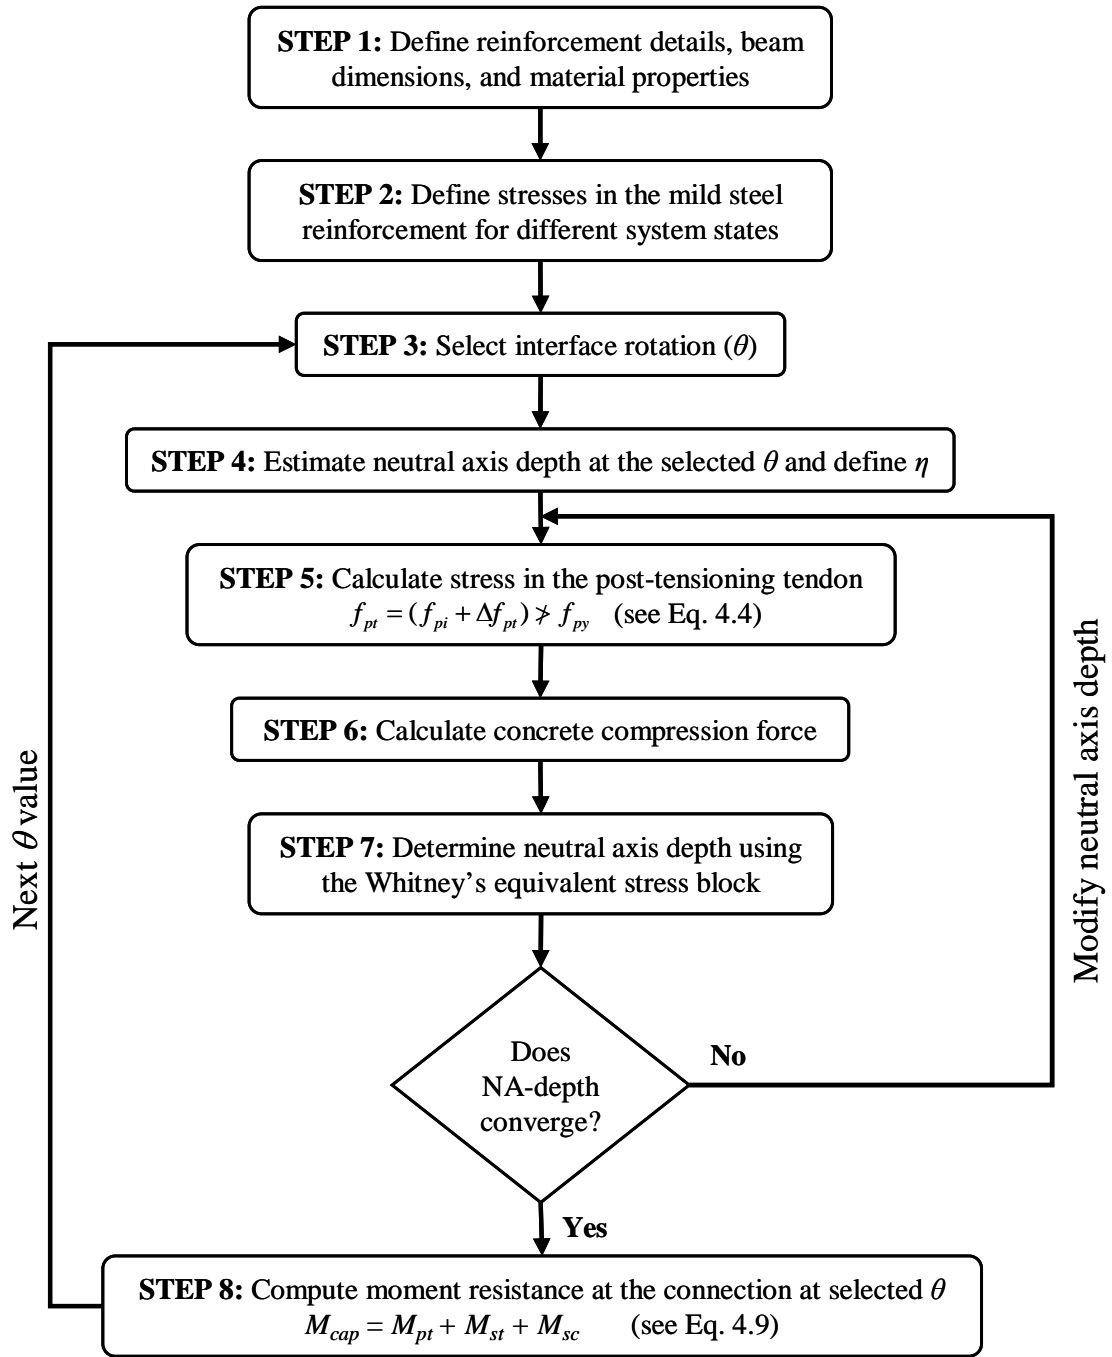 STEP 1: Define reinforcement details, beam
dimensions, and material properties
STEP 2: Define stresses in the mild steel
reinforcement for different system states
STEP 3: Select interface rotation (θ)
STEP 4: Estimate neutral axis depth at the selected θ and define η
STEP 5: Calculate stress in the post-tensioning tendon
f_pt = (f_pi + Δf_pt) ≯ f_py (see Eq. 4.4)
STEP 6: Calculate concrete compression force
STEP 7: Determine neutral axis depth using
the Whitney's equivalent stress block
Does
NA-depth
converge?
No
Modify neutral axis depth
Yes
STEP 8: Compute moment resistance at the connection at selected θ
M_cap = M_pt + M_st + M_sc (see Eq. 4.9)
Next θ value